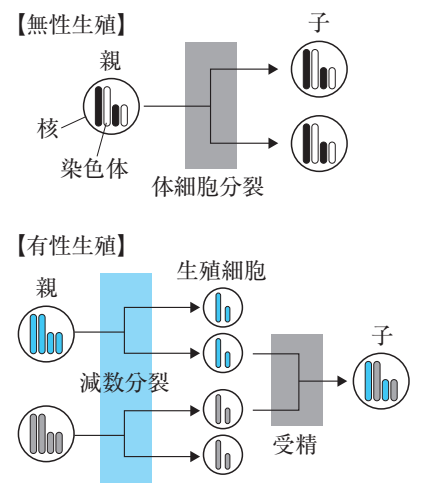 【無性生殖】
親
子
核
染色体
体細胞分裂
【有性生殖】
親
生殖細胞
子
減数分裂
受精